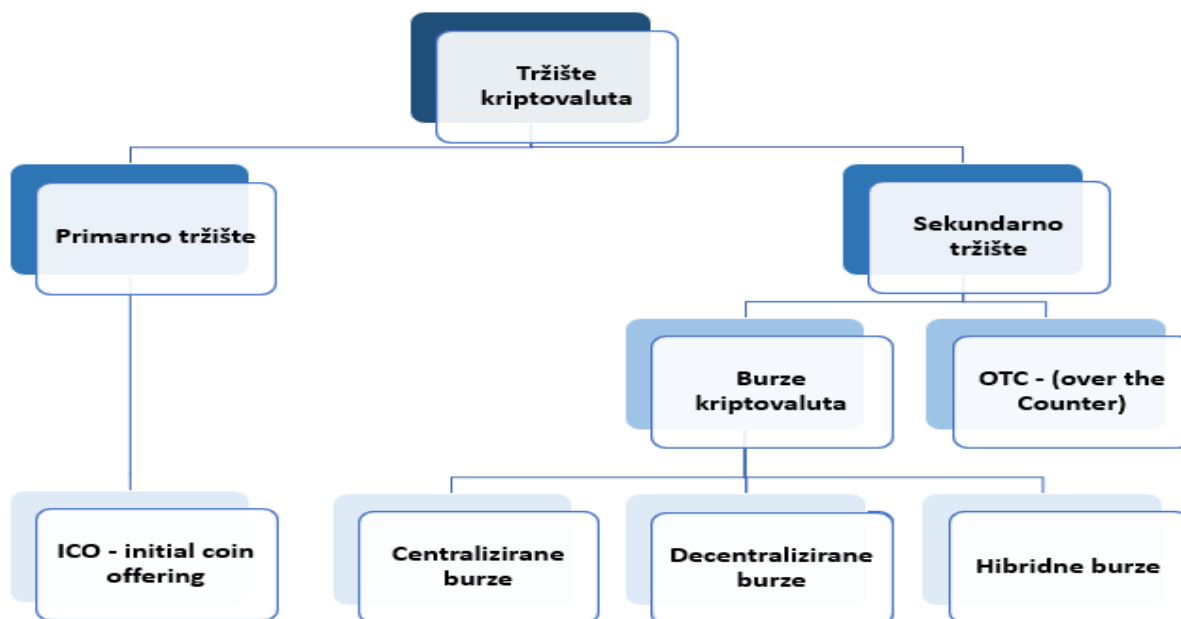 Tržište
kriptovaluta
Primarno tržište
Sekundarno
tržište
Burze
kriptovaluta
OTC - (over the
Counter)
ICO - initial coin
offering
Centralizirane
burze
Decentralizirane
burze
Hibridne burze